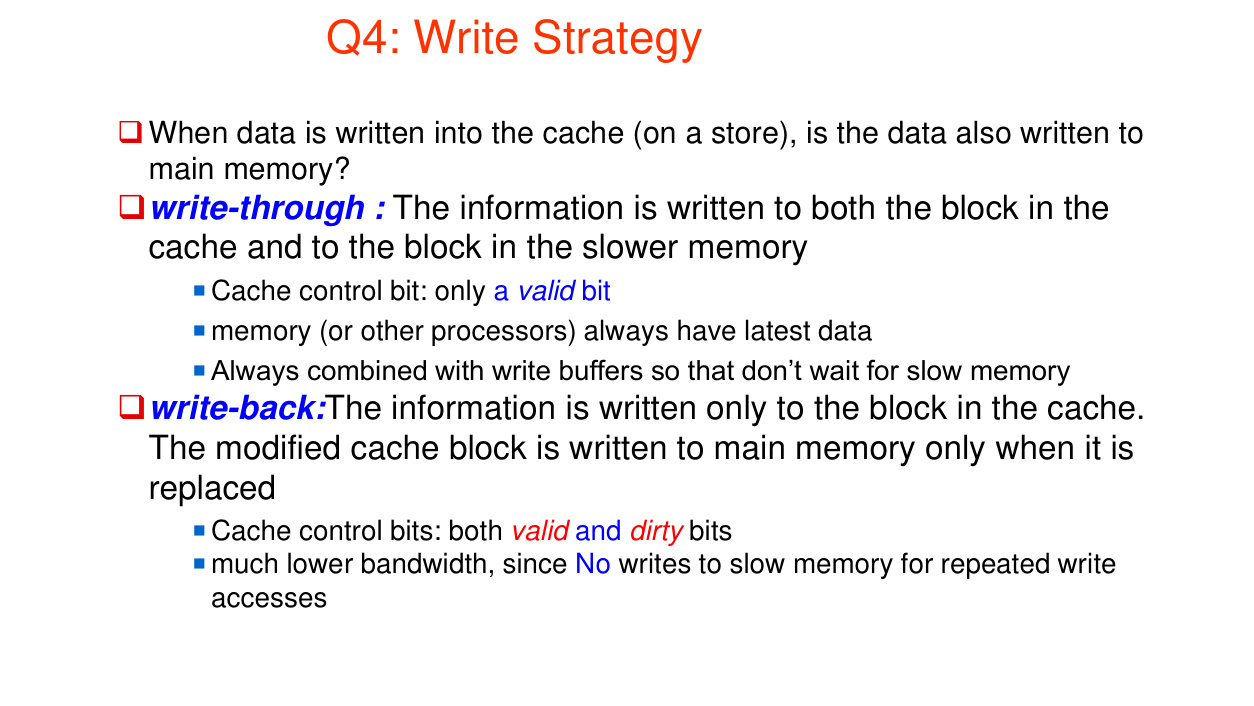 Q4: Write Strategy
❑ When data is written into the cache (on a store), is the data also written to
main memory?
❑ write-through : The information is written to both the block in the
cache and to the block in the slower memory
▪ Cache control bit: only a valid bit
▪ memory (or other processors) always have latest data
▪ Always combined with write buffers so that don’t wait for slow memory
❑ write-back:The information is written only to the block in the cache.
The modified cache block is written to main memory only when it is
replaced
▪ Cache control bits: both valid and dirty bits
▪ much lower bandwidth, since No writes to slow memory for repeated write
accesses